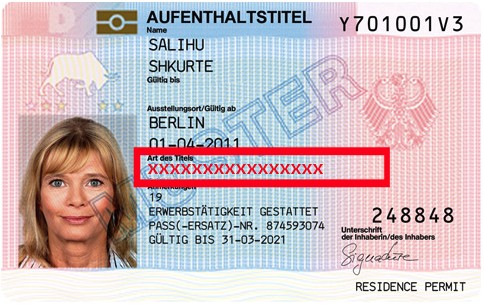 AUFENTHALTSTITEL
Y701001V3
Name
SALIHU
SHKURTE
Gültig bis
Ausstellungsort/Gültig ab
BERLIN
01-04-2011
Art des Titels
XXXXXXXXXXXXXXXX
Anmerkungen
19
ERWERBSTÄTIGKEIT GESTATTET
PASS(-ERSATZ)-NR. 874593074
GÜLTIG BIS 31-03-2021
248848
Unterschrift
der Inhaberin/des Inhabers
Signature
RESIDENCE PERMIT
MUSTER